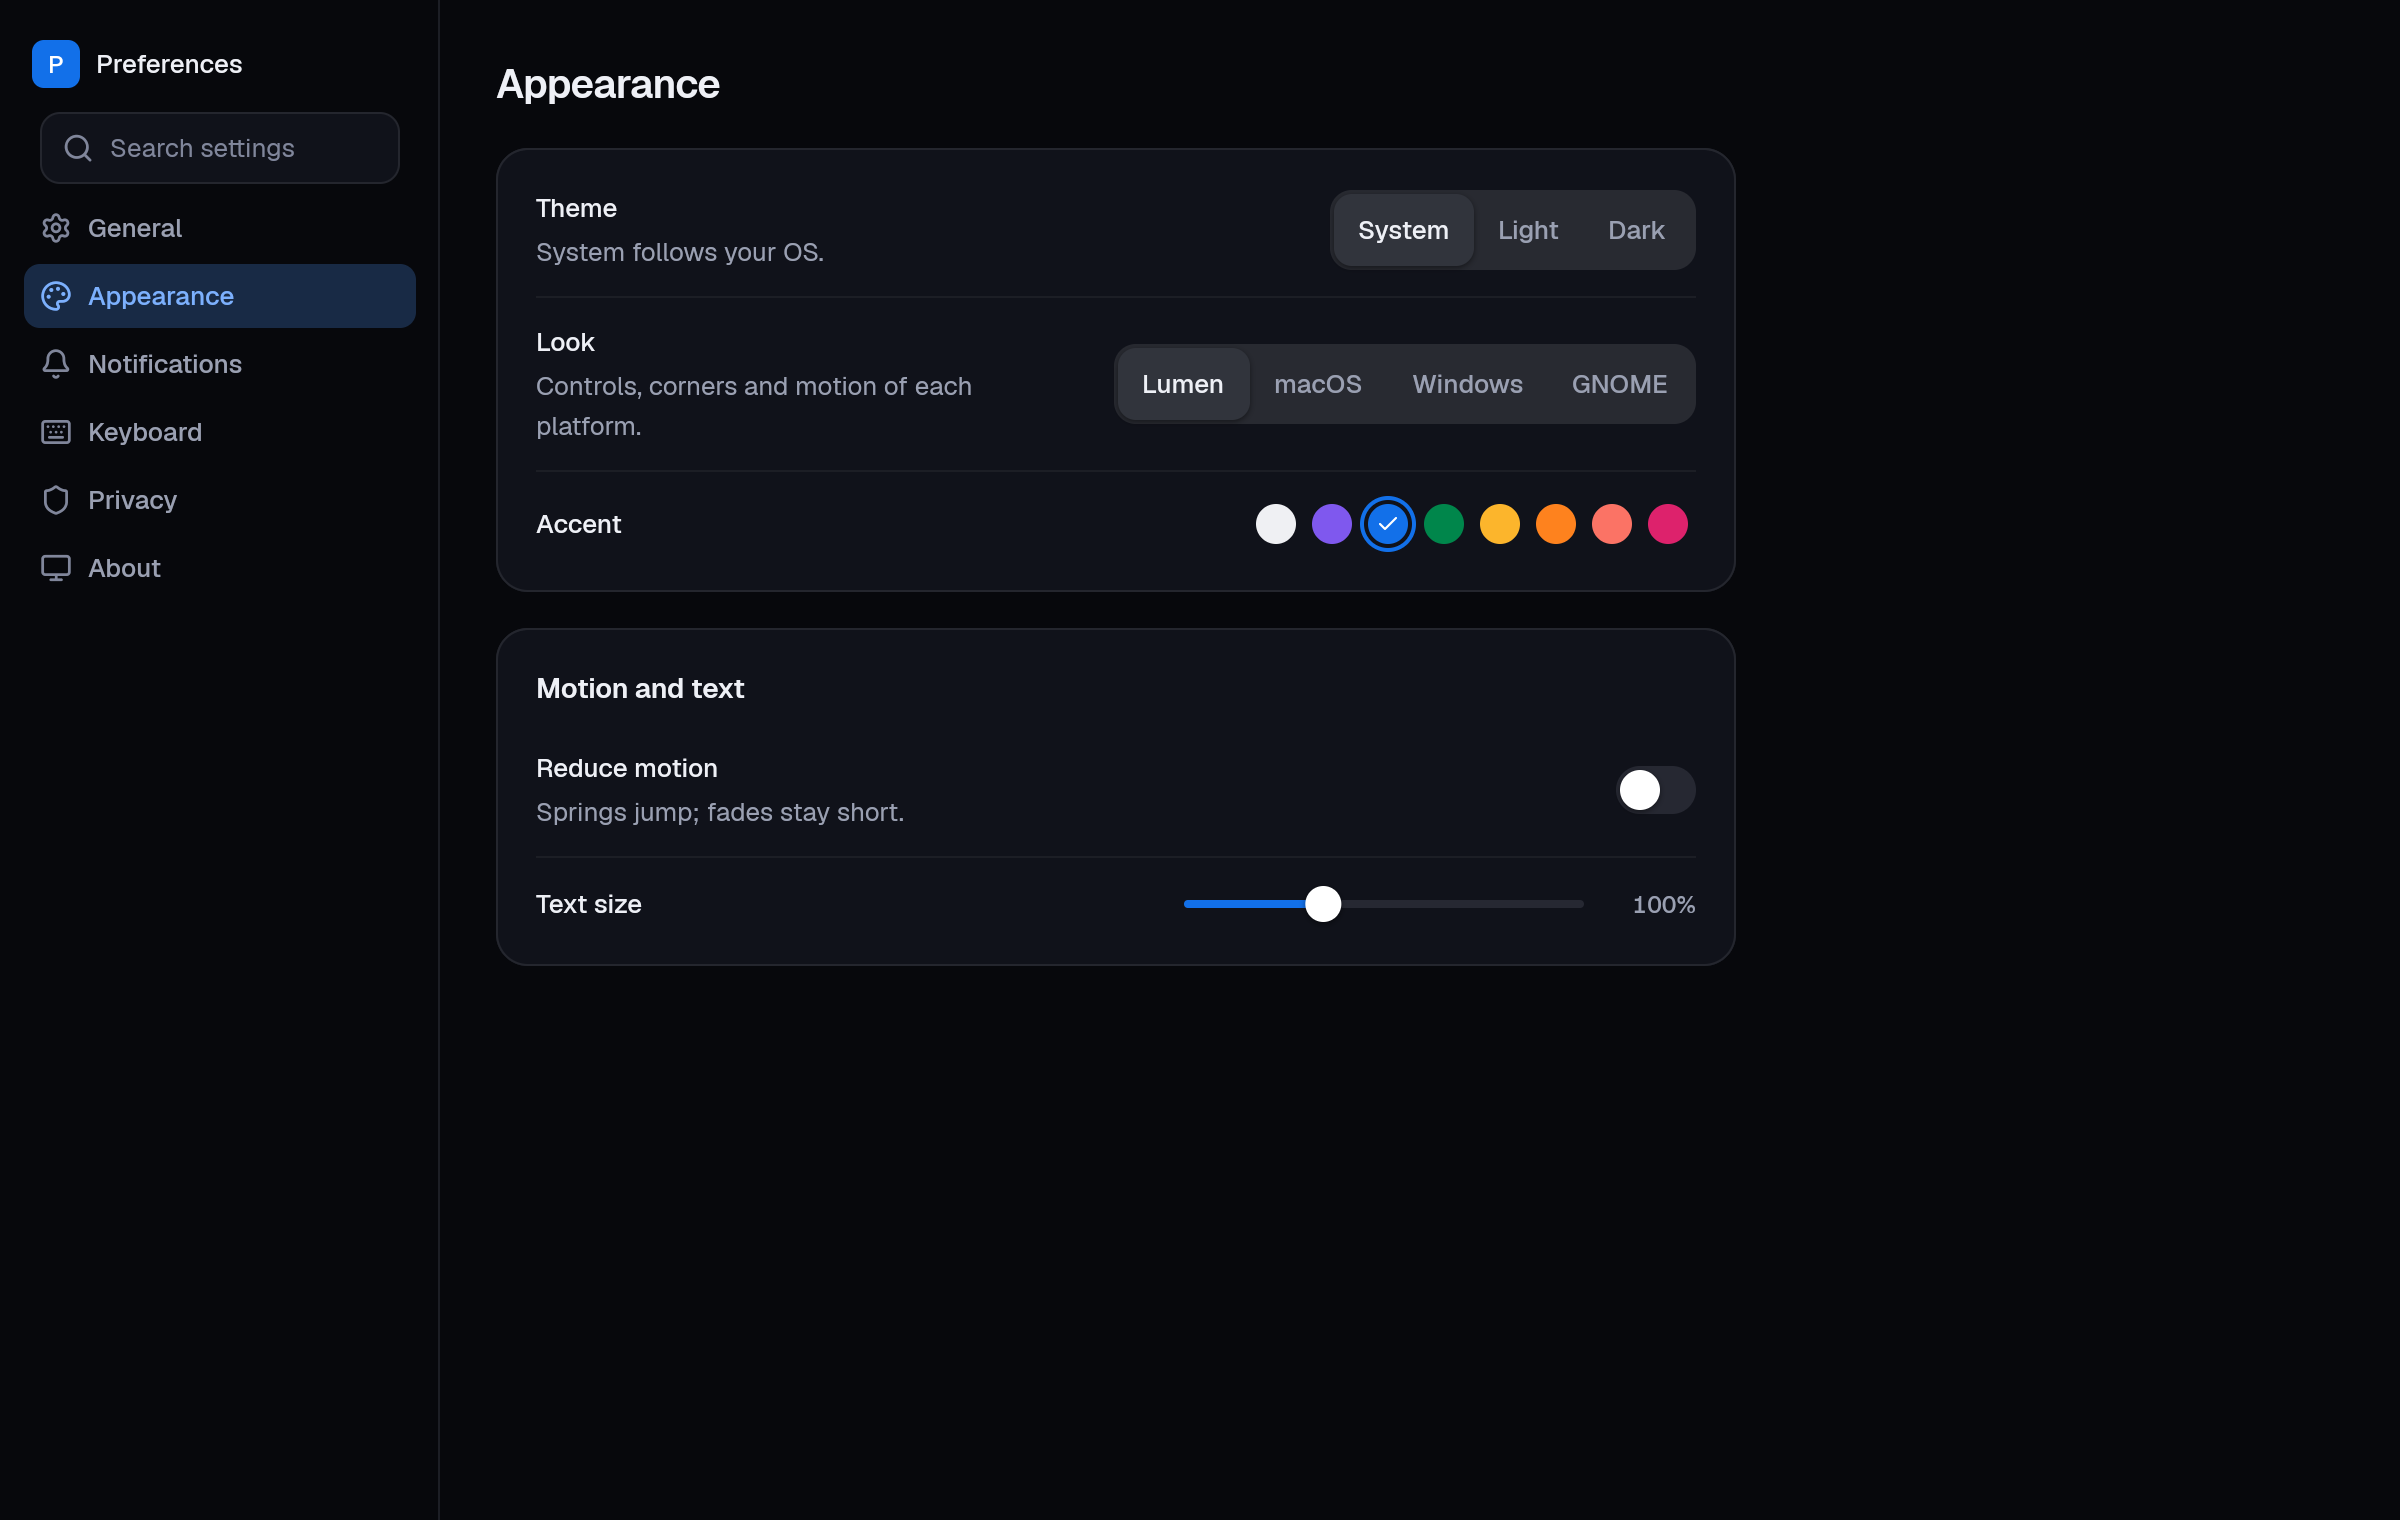 P Preferences
Search settings
General
Appearance
Notifications
Keyboard
Privacy
About
Appearance
Theme
System follows your OS.
System Light Dark
Look
Controls, corners and motion of each
platform.
Lumen macOS Windows GNOME
Accent
Motion and text
Reduce motion
Springs jump; fades stay short.
Text size
100%